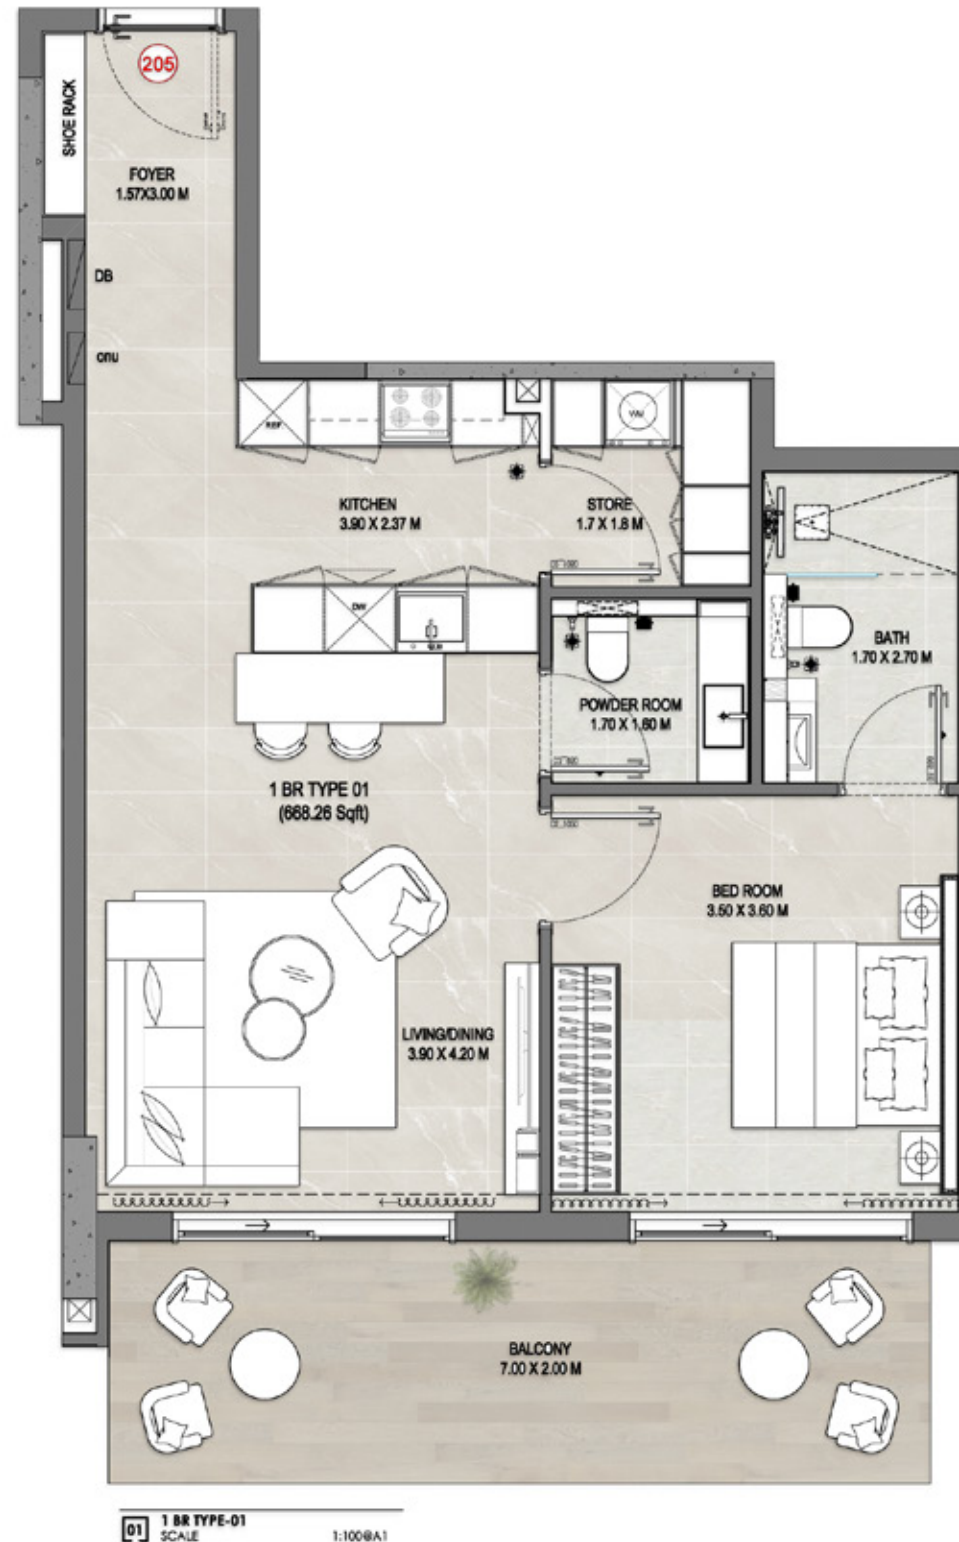 205
SHOE RACK
FOYER
1.57X3.00 M
DB
onu
REF
WM
KITCHEN
3.90 X 2.37 M
STORE
1.7 X 1.8 M
DW
BATH
1.70 X 2.70 M
POWDER ROOM
1.70 X 1.60 M
1 BR TYPE 01
(668.26 Sqft)
BED ROOM
3.50 X 3.60 M
LIVING/DINING
3.90 X 4.20 M
BALCONY
7.00 X 2.00 M
01
1 BR TYPE-01
SCALE 1:100@A1